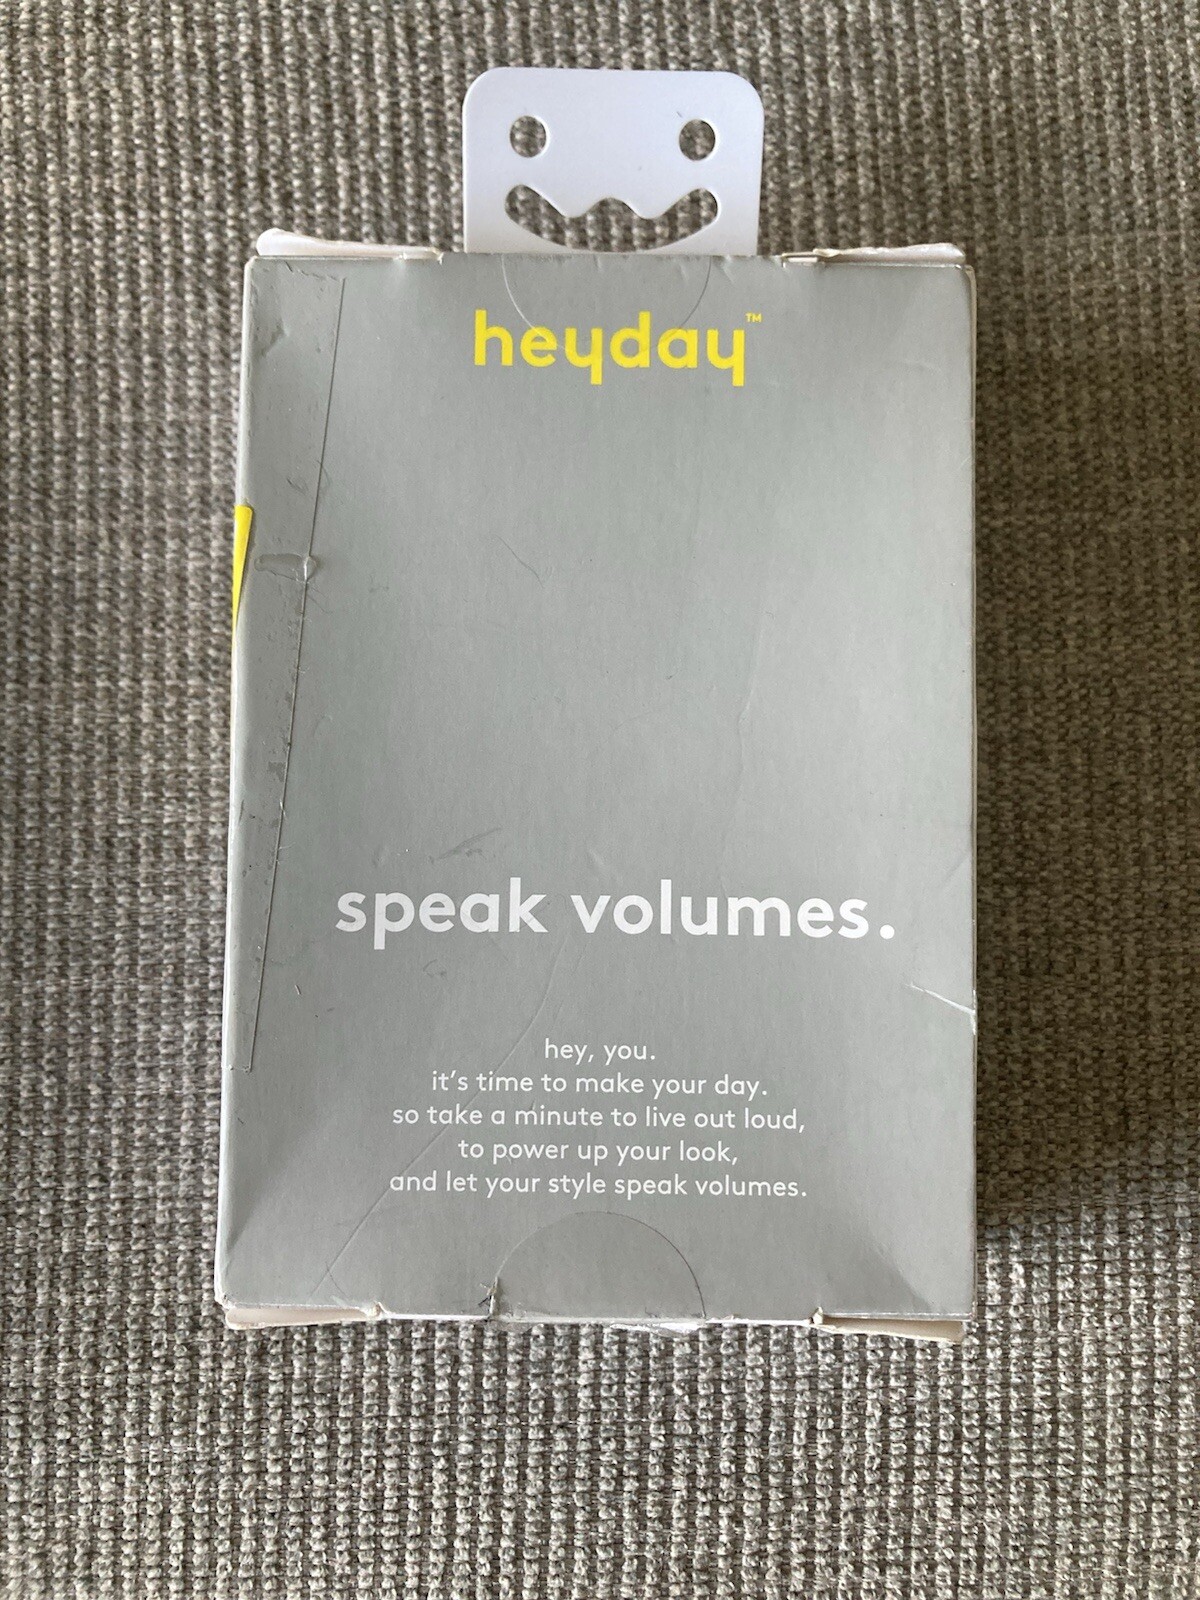 heyday™
speak volumes.
hey, you.
it's time to make your day.
so take a minute to live out loud,
to power up your look,
and let your style speak volumes.